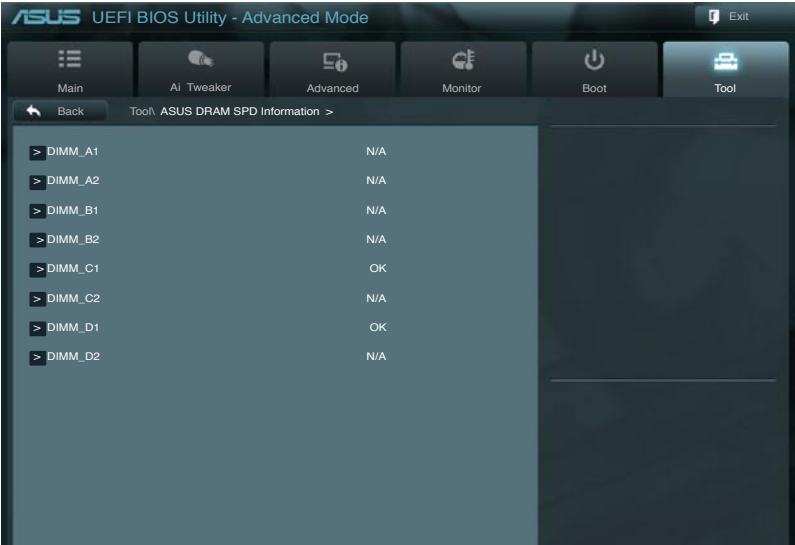 ASUS UEFI BIOS Utility - Advanced Mode
Exit
Main
Ai Tweaker
Advanced
Monitor
Boot
Tool
Back
Tool\ ASUS DRAM SPD Information >
> DIMM_A1 N/A
> DIMM_A2 N/A
> DIMM_B1 N/A
> DIMM_B2 N/A
> DIMM_C1 OK
> DIMM_C2 N/A
> DIMM_D1 OK
> DIMM_D2 N/A